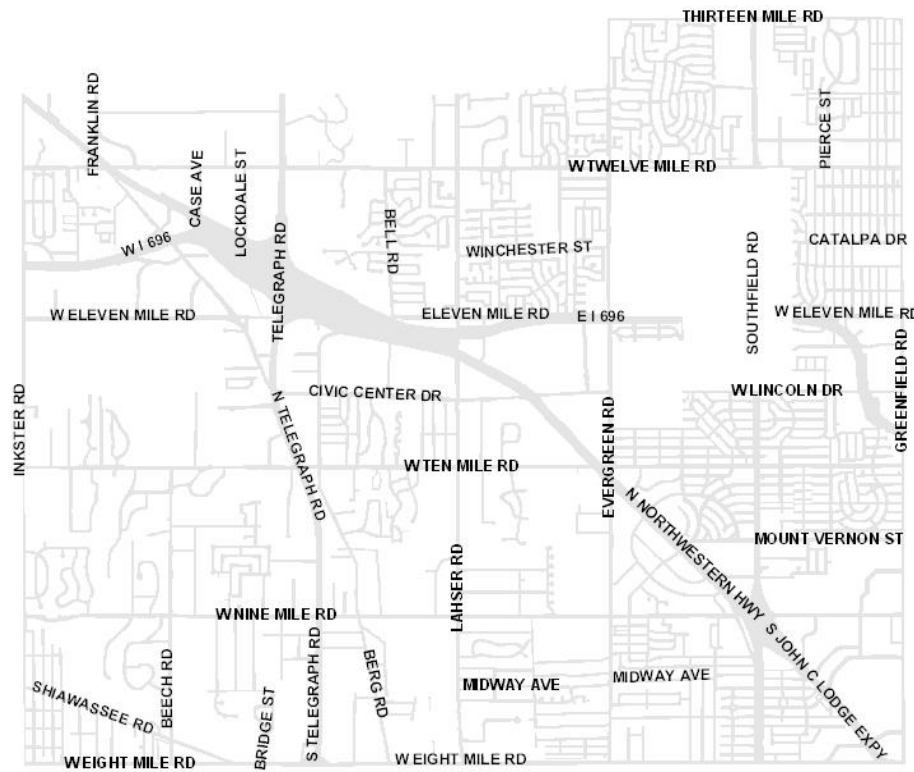 THIRTEEN MILE RD
FRANKLIN RD
PIERCE ST
W TWELVE MILE RD
CASE AVE
LOCKDALE ST
BELL RD
W I 696
WINCHESTER ST
CATALPA DR
TELEGRAPH RD
SOUTHFIELD RD
W ELEVEN MILE RD
ELEVEN MILE RD
E I 696
W ELEVEN MILE RD
GREENFIELD RD
CIVIC CENTER DR
W LINCOLN DR
INKSTER RD
N TELEGRAPH RD
EVERGREEN RD
W TEN MILE RD
N NORTHWESTERN HWY
MOUNT VERNON ST
LAHSER RD
W NINE MILE RD
S JOHN C LODGE EXPY
SHIAWASSEE RD
BEECH RD
BRIDGE ST
S TELEGRAPH RD
BERG RD
MIDWAY AVE
MIDWAY AVE
W EIGHT MILE RD
W EIGHT MILE RD